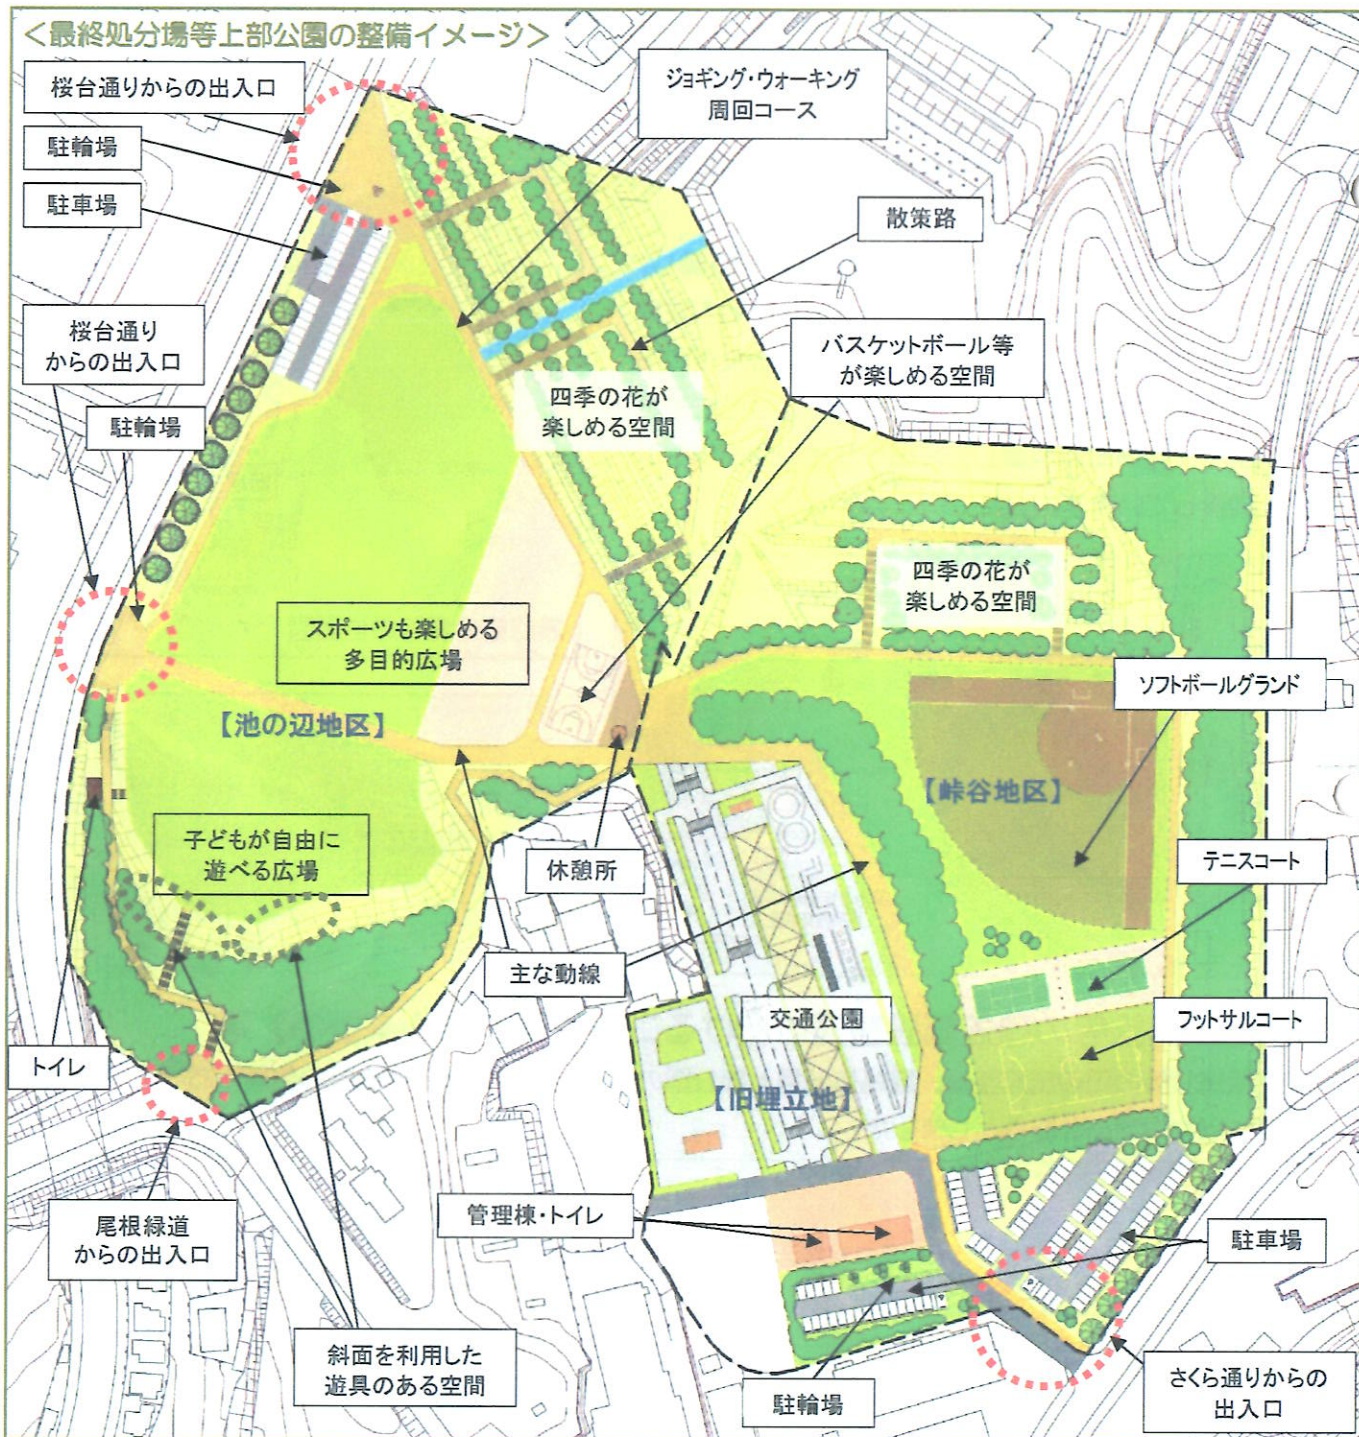 ＜最終処分場等上部公園の整備イメージ＞
桜台通りからの出入口
駐輪場
駐車場
ジョギング・ウォーキング
周回コース
散策路
桜台通り
からの出入口
駐輪場
バスケットボール等
が楽しめる空間
四季の花が
楽しめる空間
四季の花が
楽しめる空間
スポーツも楽しめる
多目的広場
ソフトボールグランド
【池の辺地区】
【峠谷地区】
子どもが自由に
遊べる広場
休憩所
テニスコート
主な動線
交通公園
フットサルコート
トイレ
【旧埋立地】
尾根緑道
からの出入口
管理棟・トイレ
駐車場
斜面を利用した
遊具のある空間
駐輪場
さくら通りからの
出入口